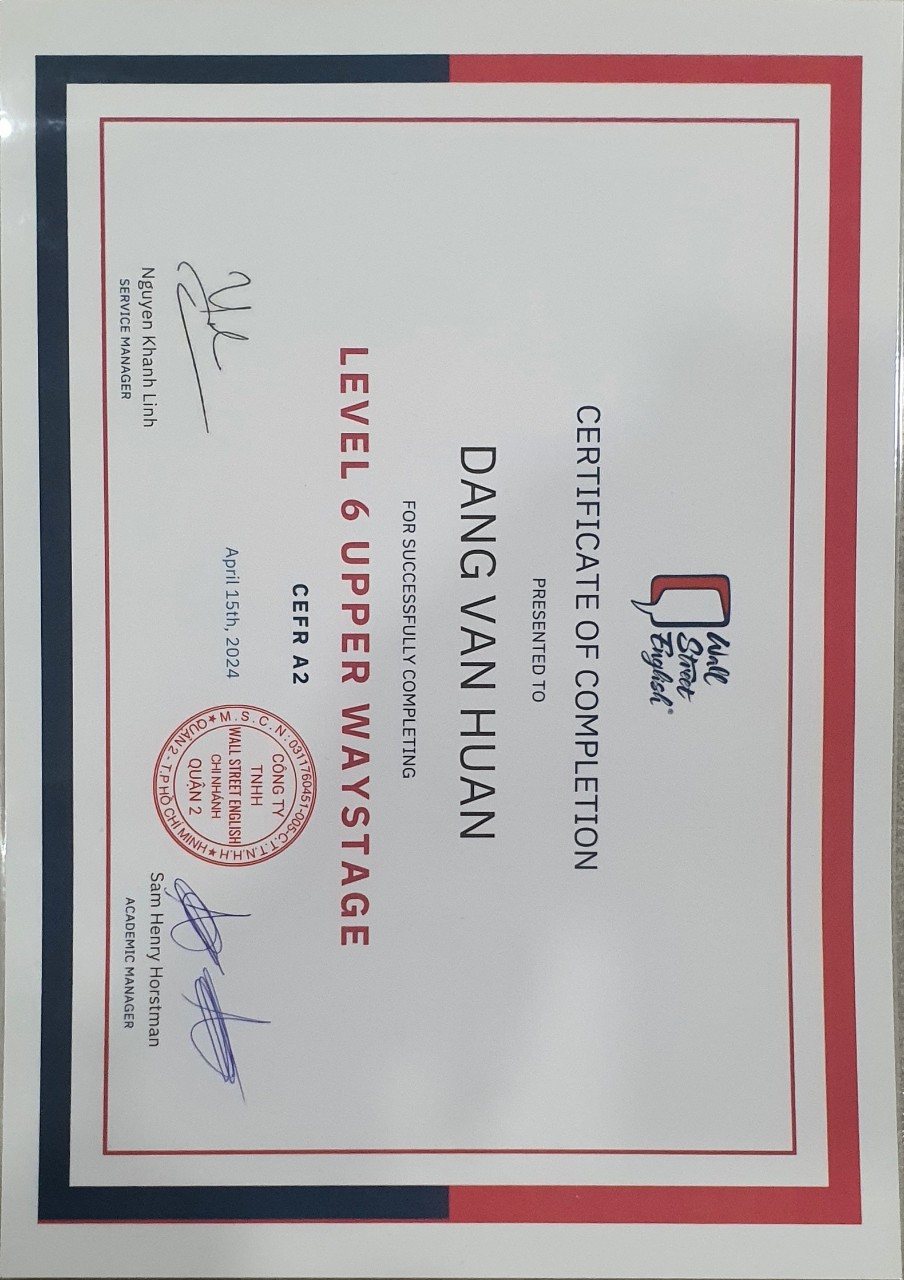 Wall
Street
English®
CERTIFICATE OF COMPLETION
PRESENTED TO
DANG VAN HUAN
FOR SUCCESSFULLY COMPLETING
LEVEL 6 UPPER WAYSTAGE
CEFR A2
April 15th, 2024
Nguyen Khanh Linh
SERVICE MANAGER
M.S.C.N: 0311760451-005-C.T.T.N.H.H
CÔNG TY
TNHH
WALL STREET ENGLISH
CHI NHÁNH
QUẬN 2
QUẬN 2 - T.P HỒ CHÍ MINH
Sam Henry Horstman
ACADEMIC MANAGER